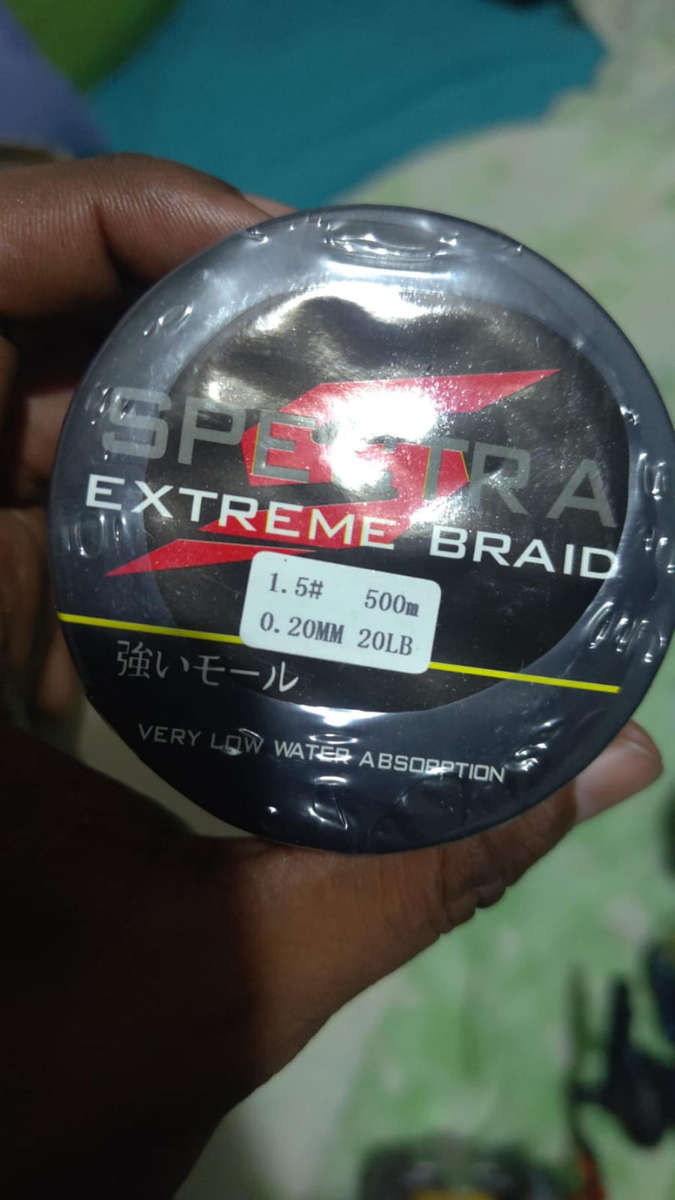 SPECTRA
EXTREME BRAID
1.5# 500m
0.20MM 20LB
強いモール
VERY LOW WATER ABSORPTION